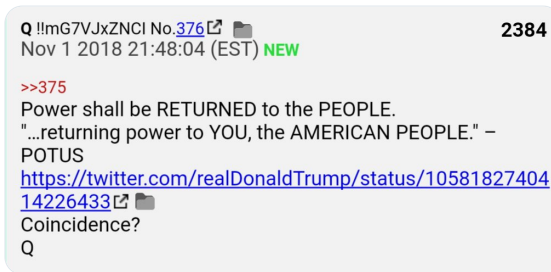 Q !!mG7VJxZNCI No.376 2384
Nov 1 2018 21:48:04 (EST) NEW
>>375
Power shall be RETURNED to the PEOPLE.
"…returning power to YOU, the AMERICAN PEOPLE." –
POTUS
https://twitter.com/realDonaldTrump/status/10581827404
14226433
Coincidence?
Q